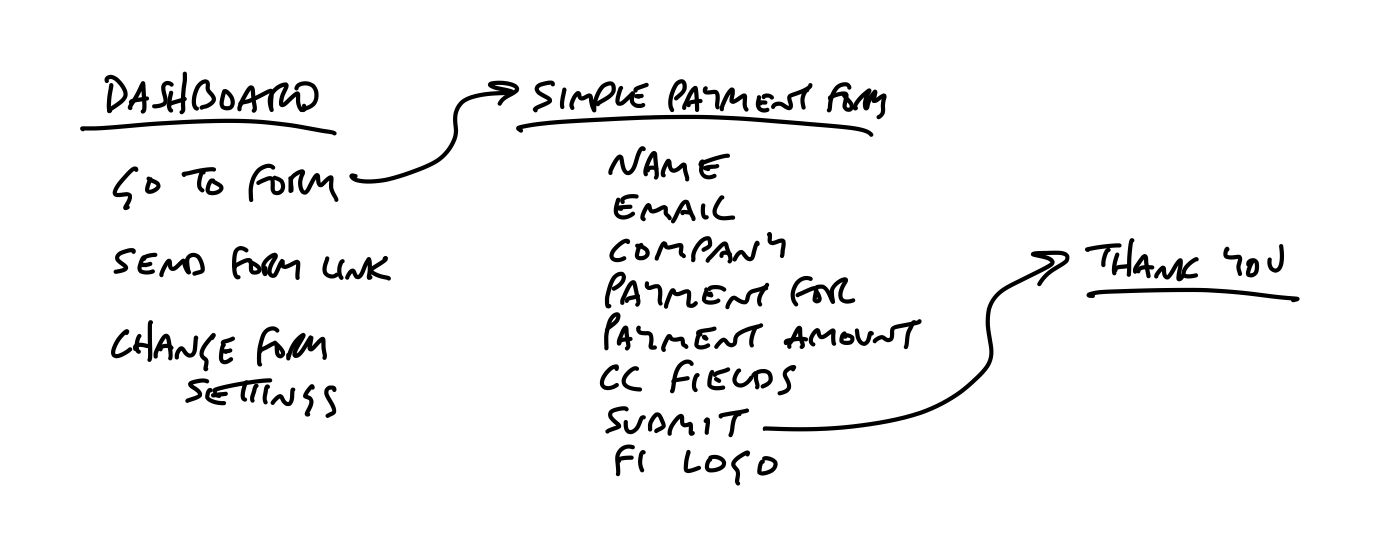 DASHBOARD
GO TO FORM
SEND FORM LINK
CHANGE FORM
SETTINGS
SIMPLE PAYMENT FORM
NAME
EMAIL
COMPANY
PAYMENT FOR
PAYMENT AMOUNT
CC FIELDS
SUBMIT
FI LOGO
THANK YOU